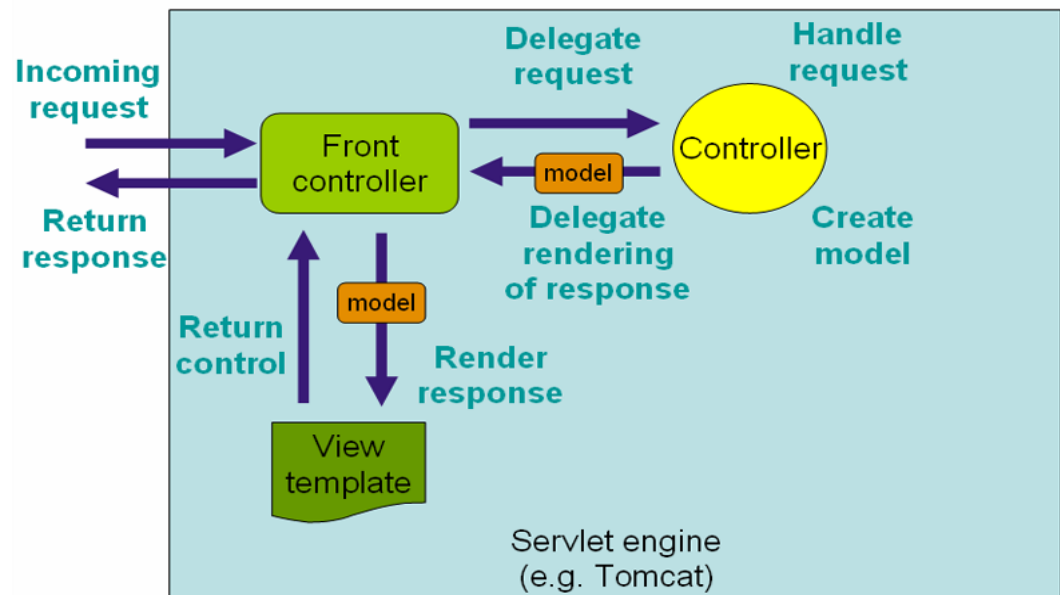 Incoming
request
Return
response
Front
controller
Delegate
request
model
Delegate
rendering
of response
Handle
request
Controller
Create
model
Return
control
model
Render
response
View
template
Servlet engine
(e.g. Tomcat)